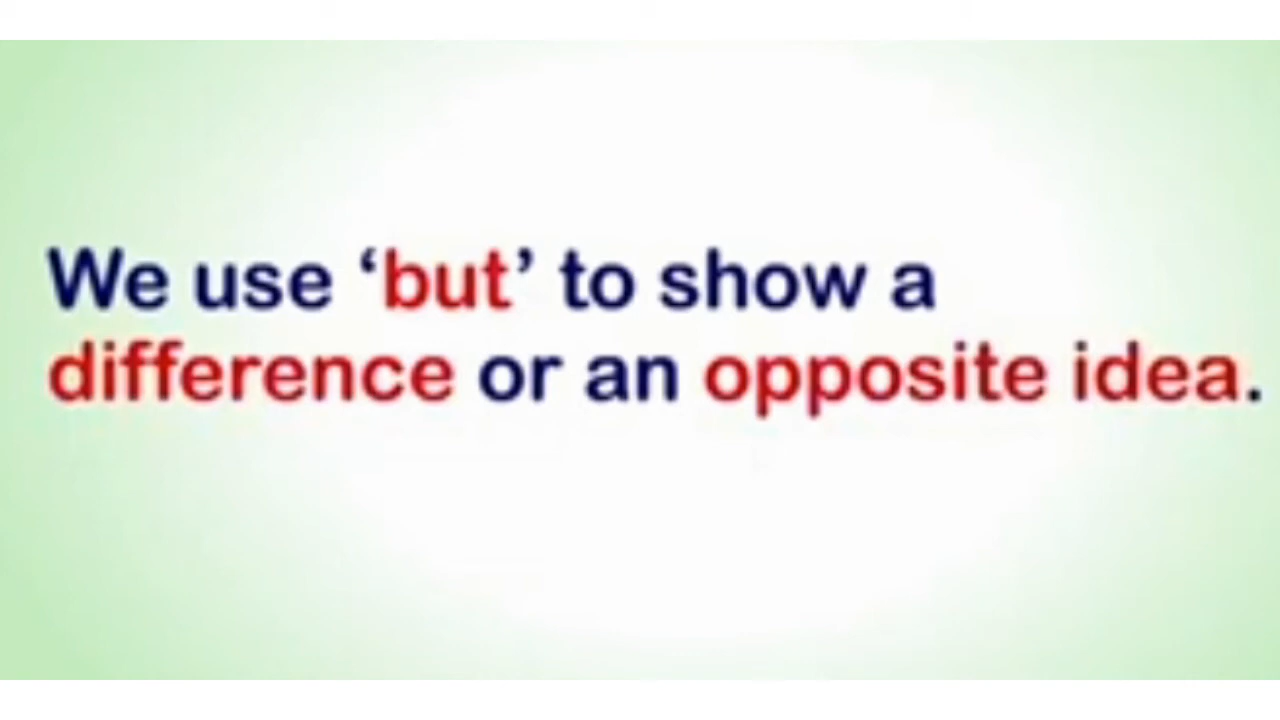 We use ‘but’ to show a
difference or an opposite idea.